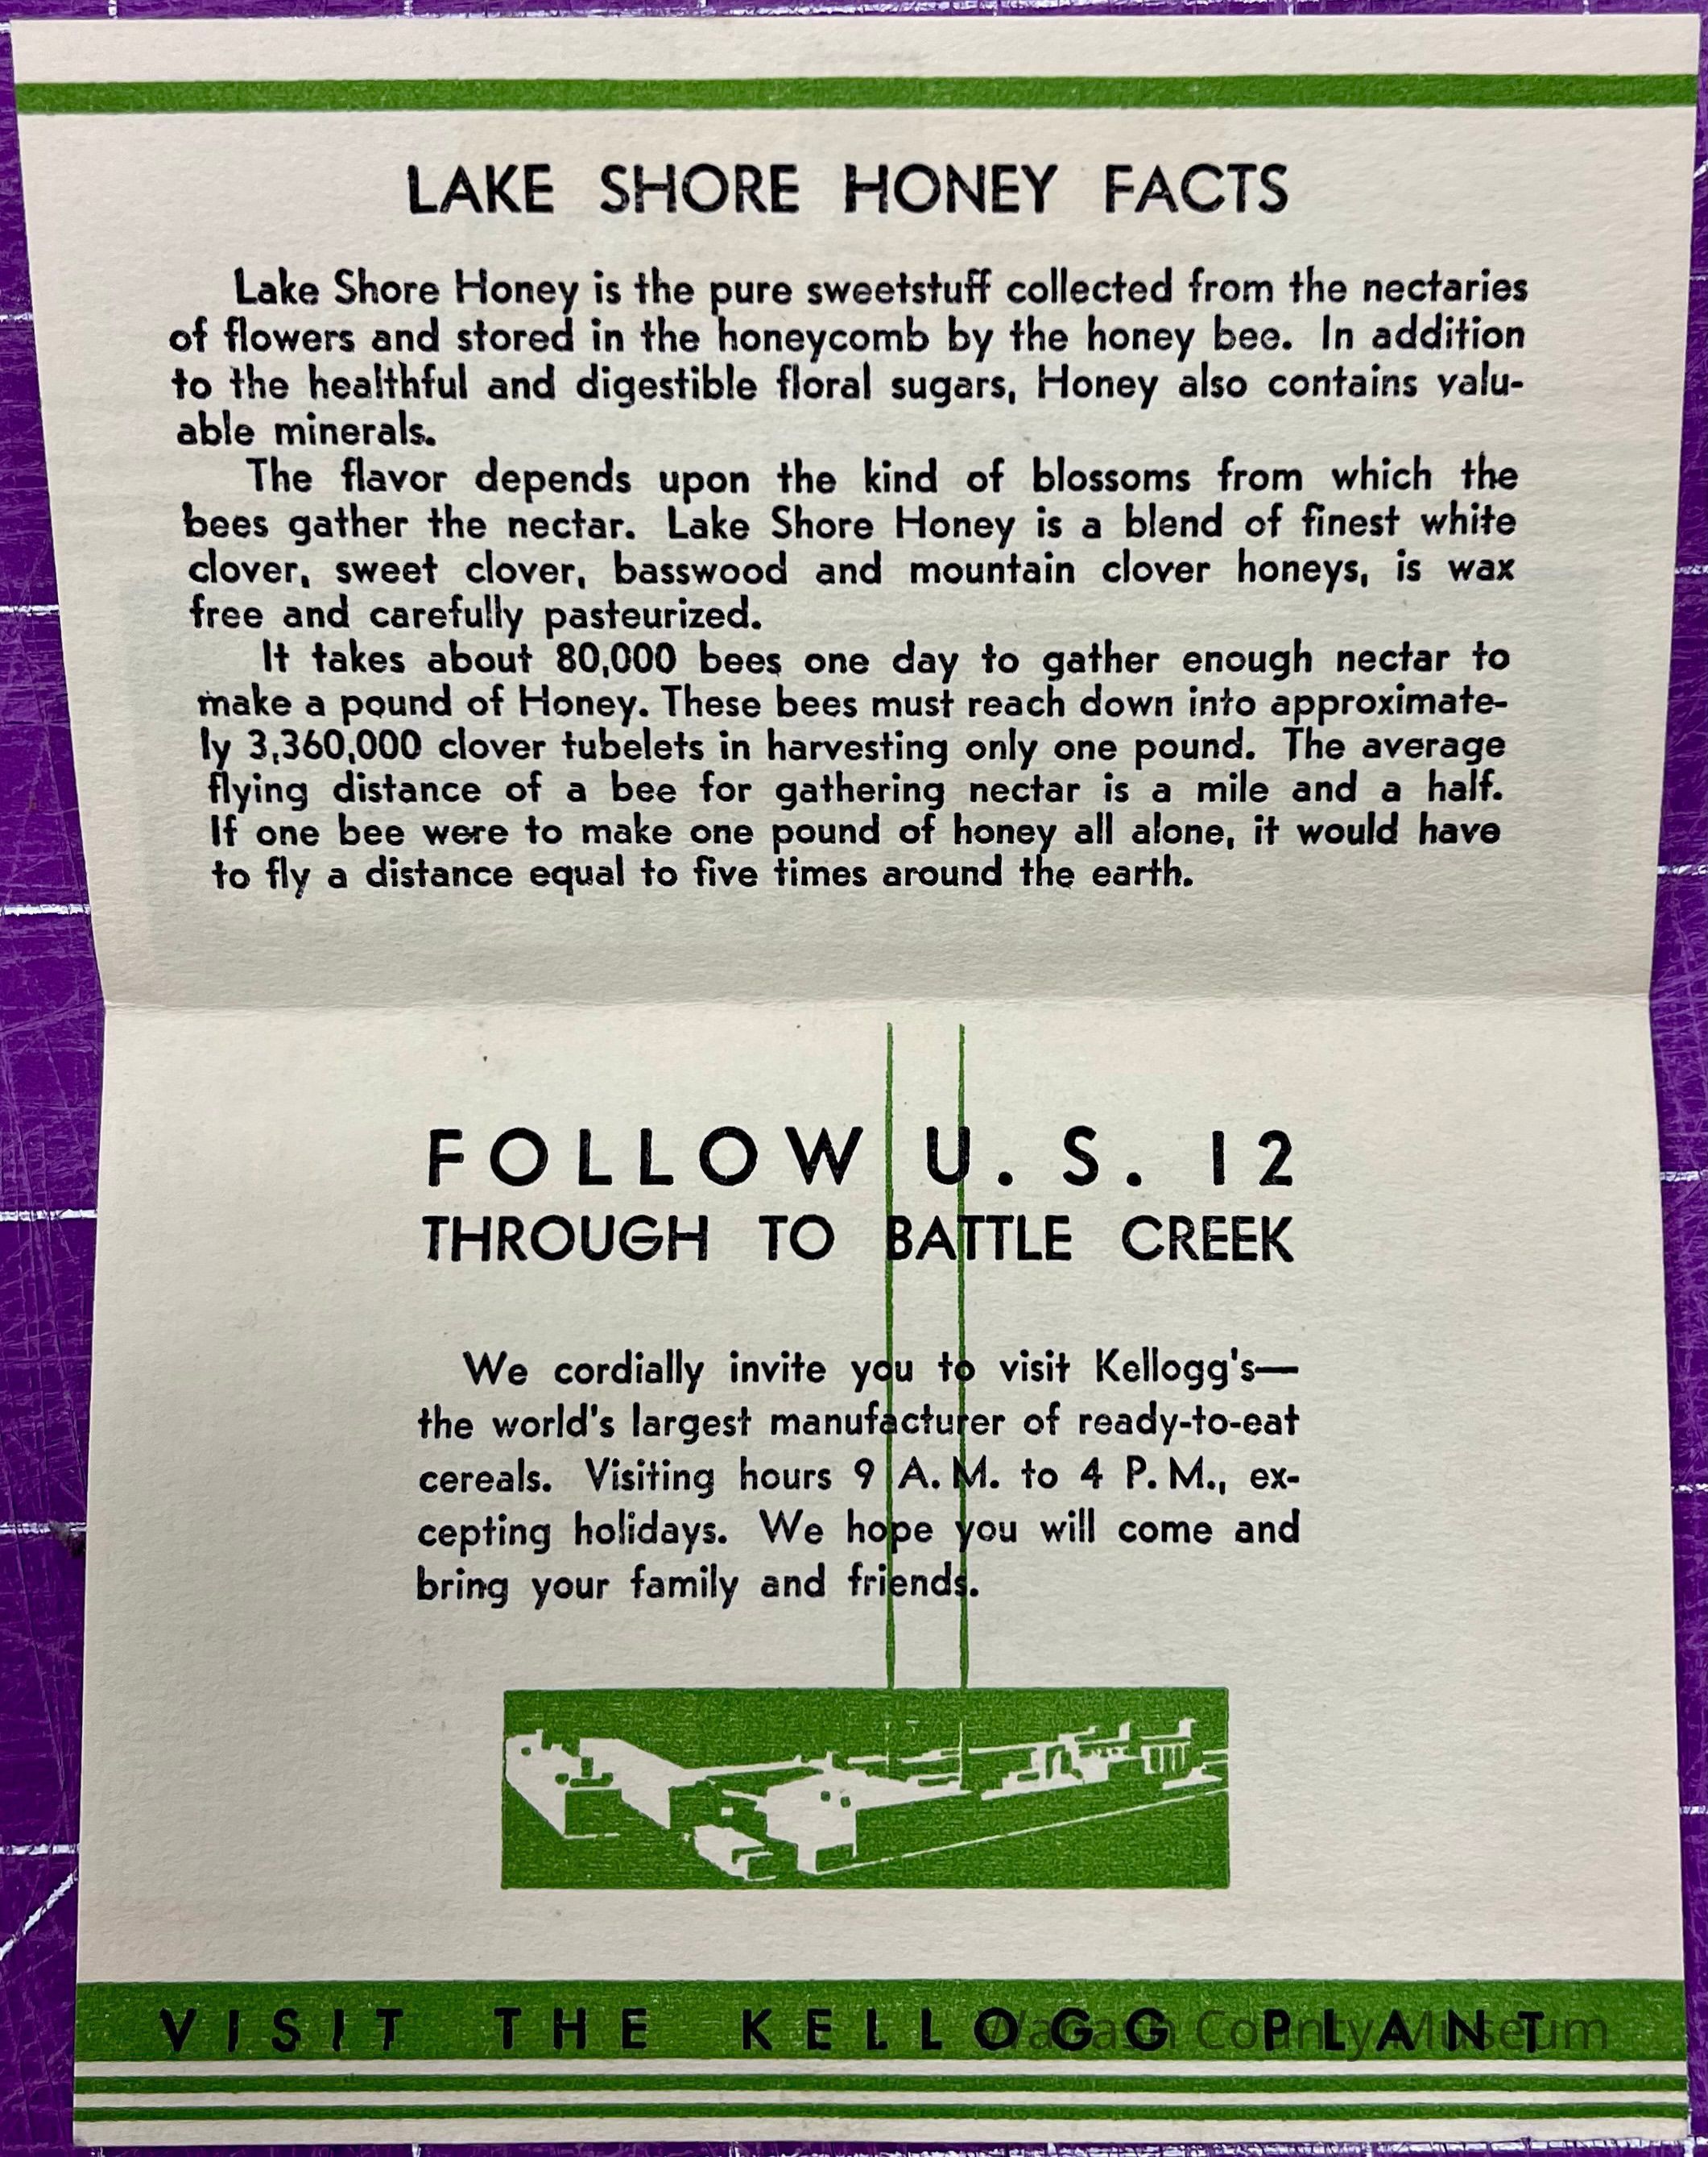 LAKE SHORE HONEY FACTS
Lake Shore Honey is the pure sweetstuff collected from the nectaries
of flowers and stored in the honeycomb by the honey bee. In addition
to the healthful and digestible floral sugars, Honey also contains valu-
able minerals.
The flavor depends upon the kind of blossoms from which the
bees gather the nectar. Lake Shore Honey is a blend of finest white
clover, sweet clover, basswood and mountain clover honeys, is wax
free and carefully pasteurized.
It takes about 80,000 bees one day to gather enough nectar to
make a pound of Honey. These bees must reach down into approximate-
ly 3,360,000 clover tubelets in harvesting only one pound. The average
flying distance of a bee for gathering nectar is a mile and a half.
If one bee were to make one pound of honey all alone, it would have
to fly a distance equal to five times around the earth.
FOLLOW U. S. 12
THROUGH TO BATTLE CREEK
We cordially invite you to visit Kellogg's—
the world's largest manufacturer of ready-to-eat
cereals. Visiting hours 9 A. M. to 4 P. M., ex-
cepting holidays. We hope you will come and
bring your family and friends.
VISIT THE KELLOGG PLANT
Wabash County Museum